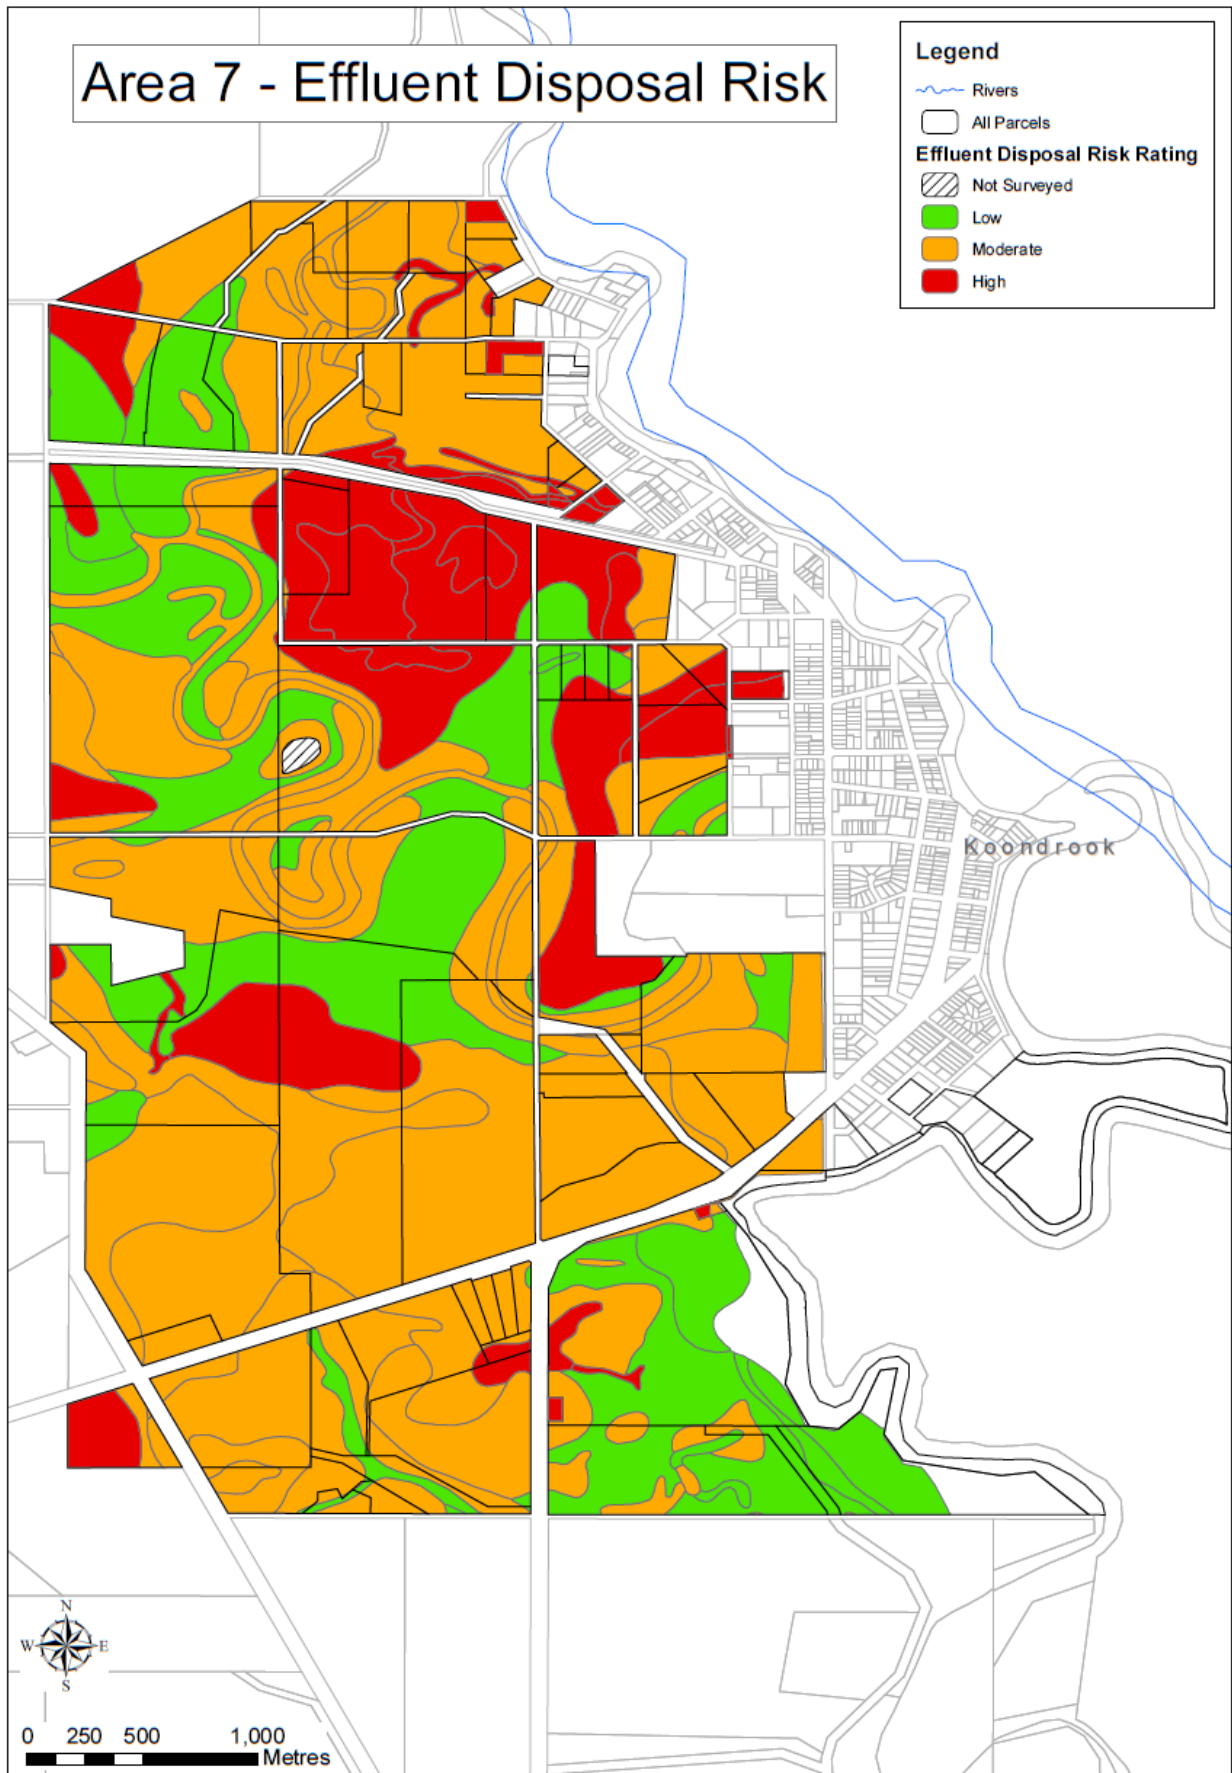 Area 7 - Effluent Disposal Risk
Legend
Rivers
All Parcels
Effluent Disposal Risk Rating
Not Surveyed
Low
Moderate
High
Koondrook
N
W E
S
0 250 500 1,000
Metres